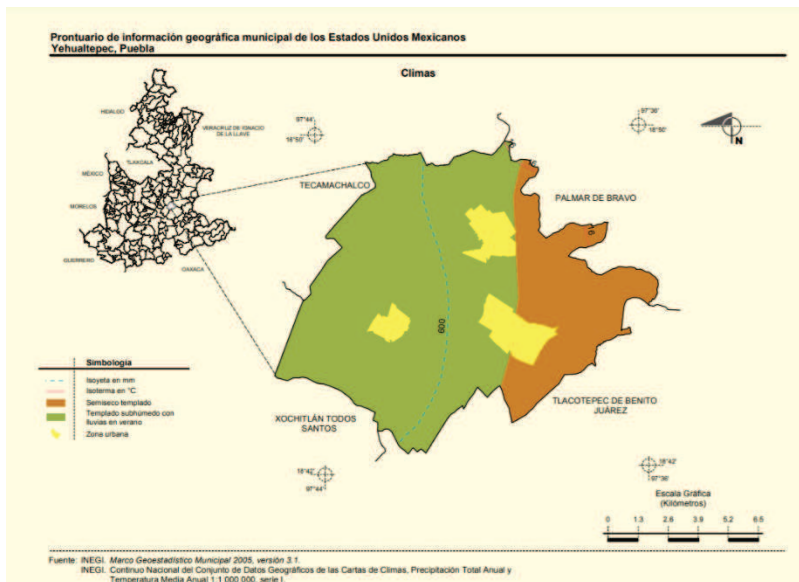 Prontuario de información geográfica municipal de los Estados Unidos Mexicanos
Yehualtepec, Puebla
Climas
HIDALGO
VERACRUZ DE IGNACIO
DE LA LLAVE
TLAXCALA
MÉXICO
MORELOS
GUERRERO
OAXACA
97°44'
18°50'
97°36'
18°50'
N
TECAMACHALCO
PALMAR DE BRAVO
16
600
XOCHITLÁN TODOS
SANTOS
TLACOTEPEC DE BENITO
JUÁREZ
Simbología
Isoyeta en mm
Isoterma en °C
Semiseco templado
Templado subhúmedo con
lluvias en verano
Zona urbana
18°42'
97°44'
18°42'
97°36'
Escala Gráfica
(Kilómetros)
0 1.3 2.6 3.9 5.2 6.5
Fuente: INEGI. Marco Geoestadístico Municipal 2005, versión 3.1.
INEGI. Continuo Nacional del Conjunto de Datos Geográficos de las Cartas de Climas, Precipitación Total Anual y
Temperatura Media Anual 1:1 000 000, serie I.